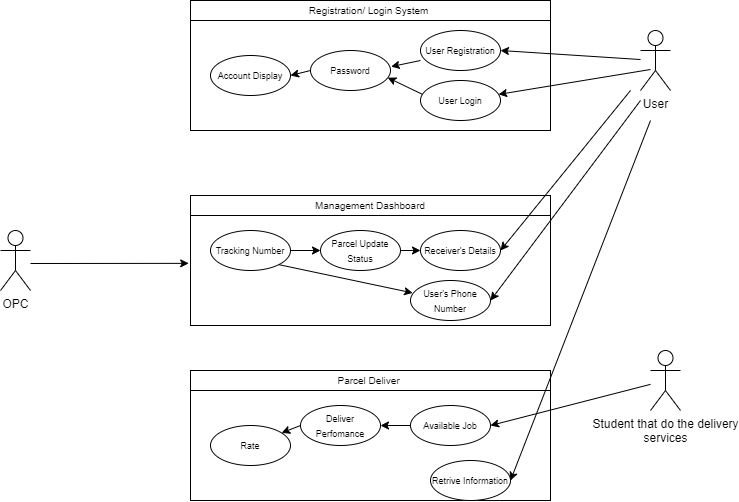 Registration/ Login System
User Registration
Password
Account Display
User Login
User
Management Dashboard
Tracking Number
Parcel Update
Status
Receiver's Details
User's Phone
Number
OPC
Parcel Deliver
Deliver
Perfomance
Available Job
Rate
Retrive Information
Student that do the delivery
services